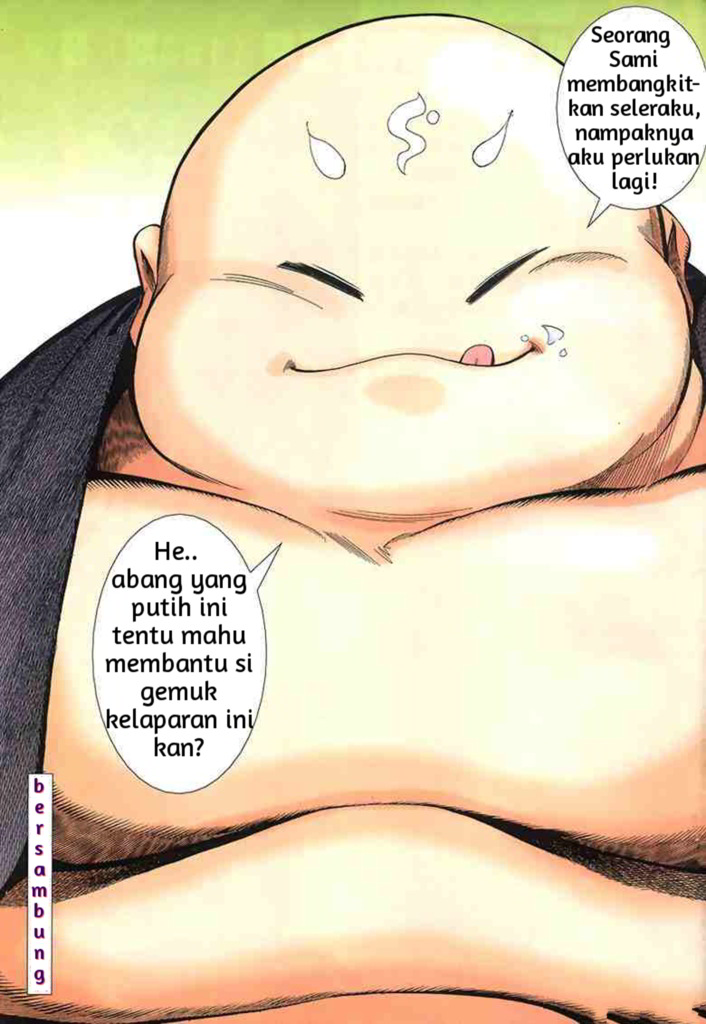 Seorang
Sami
membangkit-
kan seleraku,
nampaknya
aku perlukan
lagi!
He..
abang yang
putih ini
tentu mahu
membantu si
gemuk
kelaparan ini
kan?
bersambung